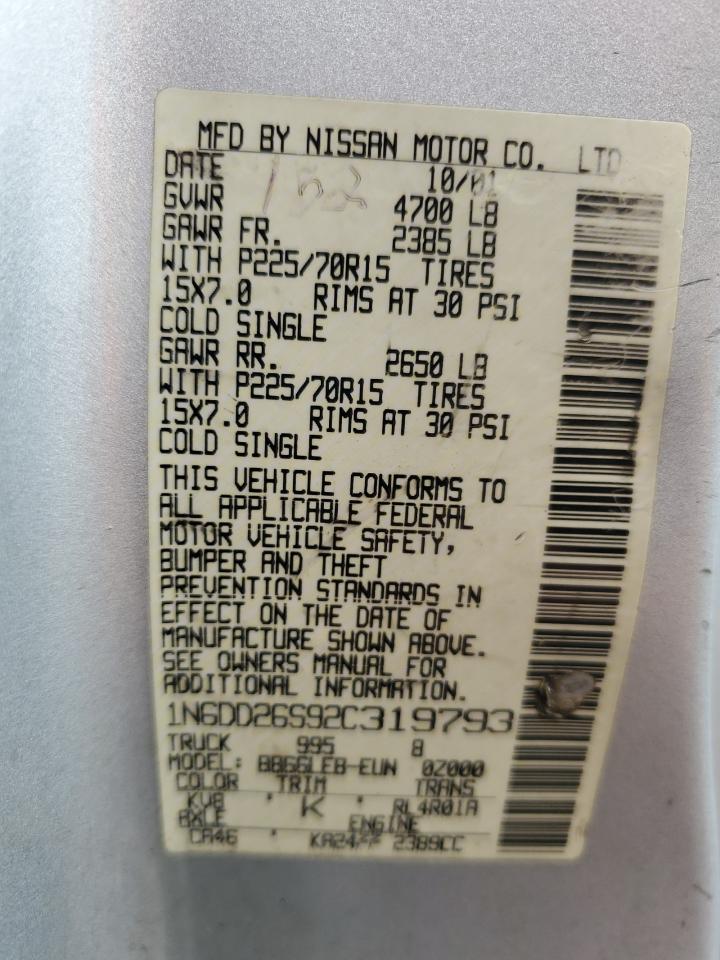 MFD BY NISSAN MOTOR CO. LTD
DATE 10/01
GVWR 4700 LB
GAWR FR. 2385 LB
WITH P225/70R15 TIRES
15X7.0 RIMS AT 30 PSI
COLD SINGLE
GAWR RR. 2650 LB
WITH P225/70R15 TIRES
15X7.0 RIMS AT 30 PSI
COLD SINGLE
THIS VEHICLE CONFORMS TO
ALL APPLICABLE FEDERAL
MOTOR VEHICLE SAFETY,
BUMPER AND THEFT
PREVENTION STANDARDS IN
EFFECT ON THE DATE OF
MANUFACTURE SHOWN ABOVE.
SEE OWNERS MANUAL FOR
ADDITIONAL INFORMATION.
1N6DD26S92C319793
TRUCK 995 8
MODEL: 0Z000
COLOR TRIM TRANS
KV8 K RL4R01A
AXLE ENGINE
CA46 2389CC